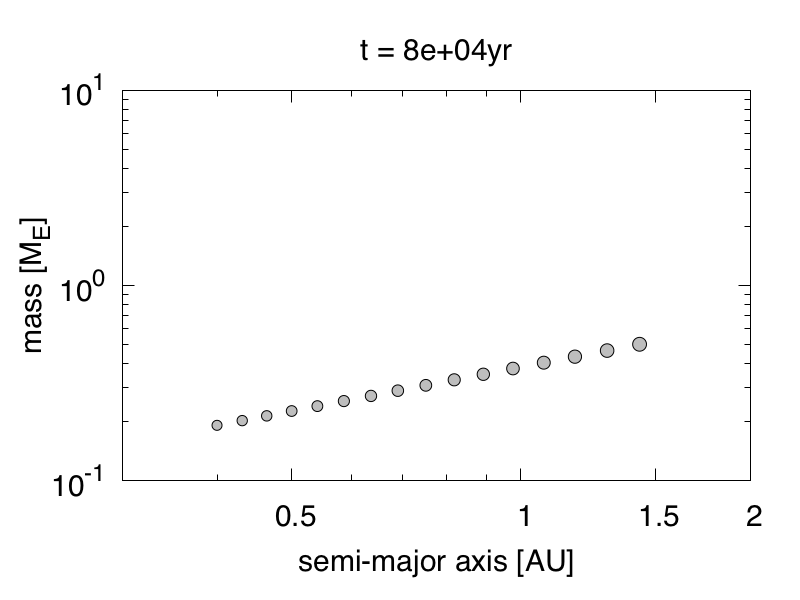 t = 8e+04yr
10^1
10^0
10^-1
mass [M_E]
0.5 1 1.5 2
semi-major axis [AU]